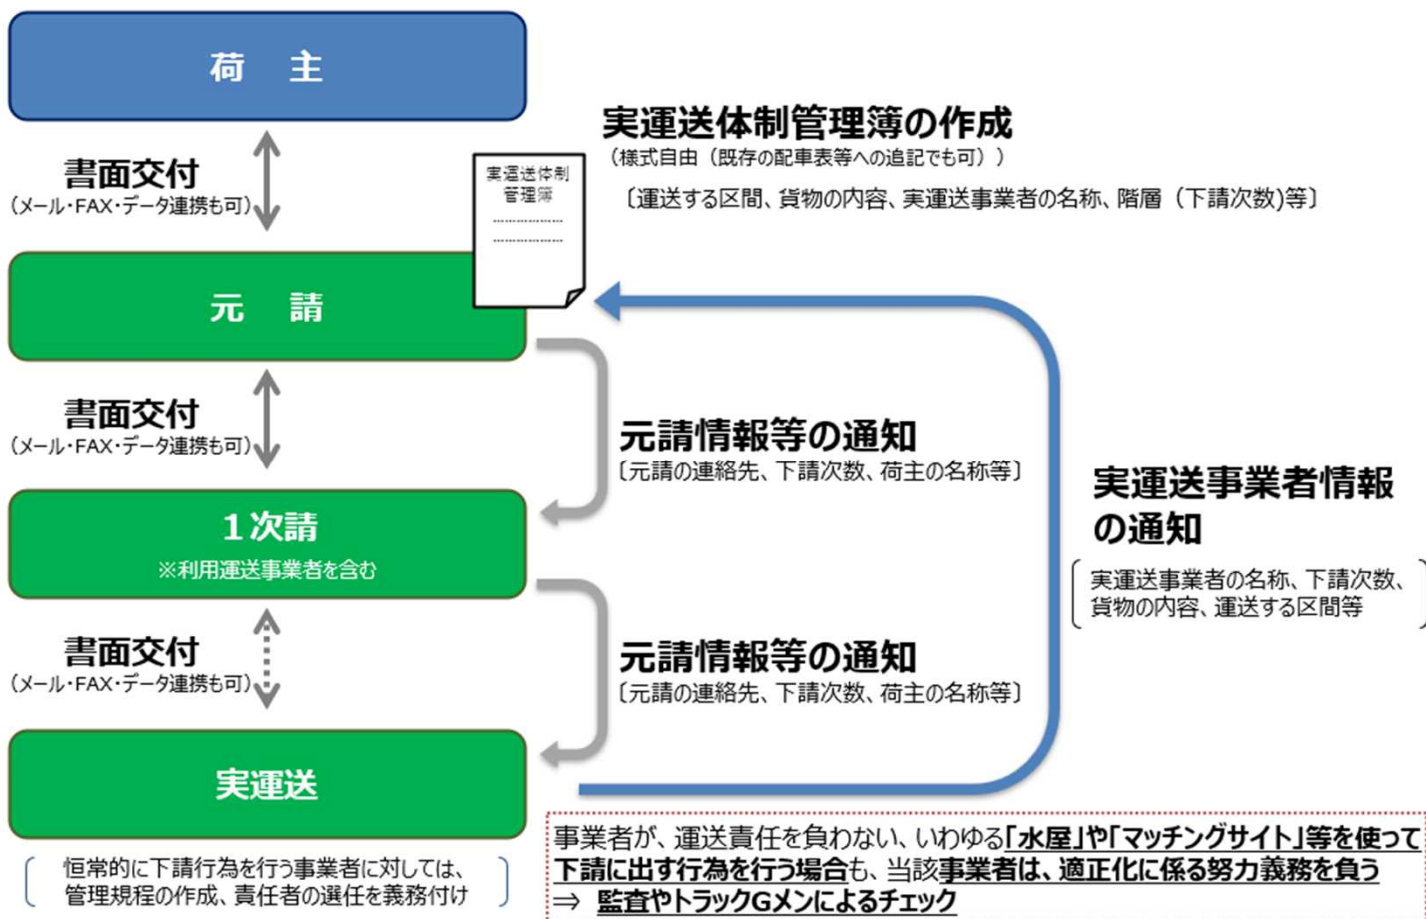 荷 主
書面交付
（メール・FAX・データ連携も可）
実運送体制管理簿の作成
（様式自由（既存の配車表等への追記でも可））
〔運送する区間、貨物の内容、実運送事業者の名称、階層（下請次数)等〕
実運送体制
管理簿
元 請
書面交付
（メール・FAX・データ連携も可）
元請情報等の通知
〔元請の連絡先、下請次数、荷主の名称等〕
1次請
※利用運送事業者を含む
実運送事業者情報
の通知
実運送事業者の名称、下請次数、
貨物の内容、運送する区間等
書面交付
（メール・FAX・データ連携も可）
元請情報等の通知
〔元請の連絡先、下請次数、荷主の名称等〕
実運送
恒常的に下請行為を行う事業者に対しては、
管理規程の作成、責任者の選任を義務付け
事業者が、運送責任を負わない、いわゆる「水屋」や「マッチングサイト」等を使って
下請に出す行為を行う場合も、当該事業者は、適正化に係る努力義務を負う
⇒ 監査やトラックGメンによるチェック